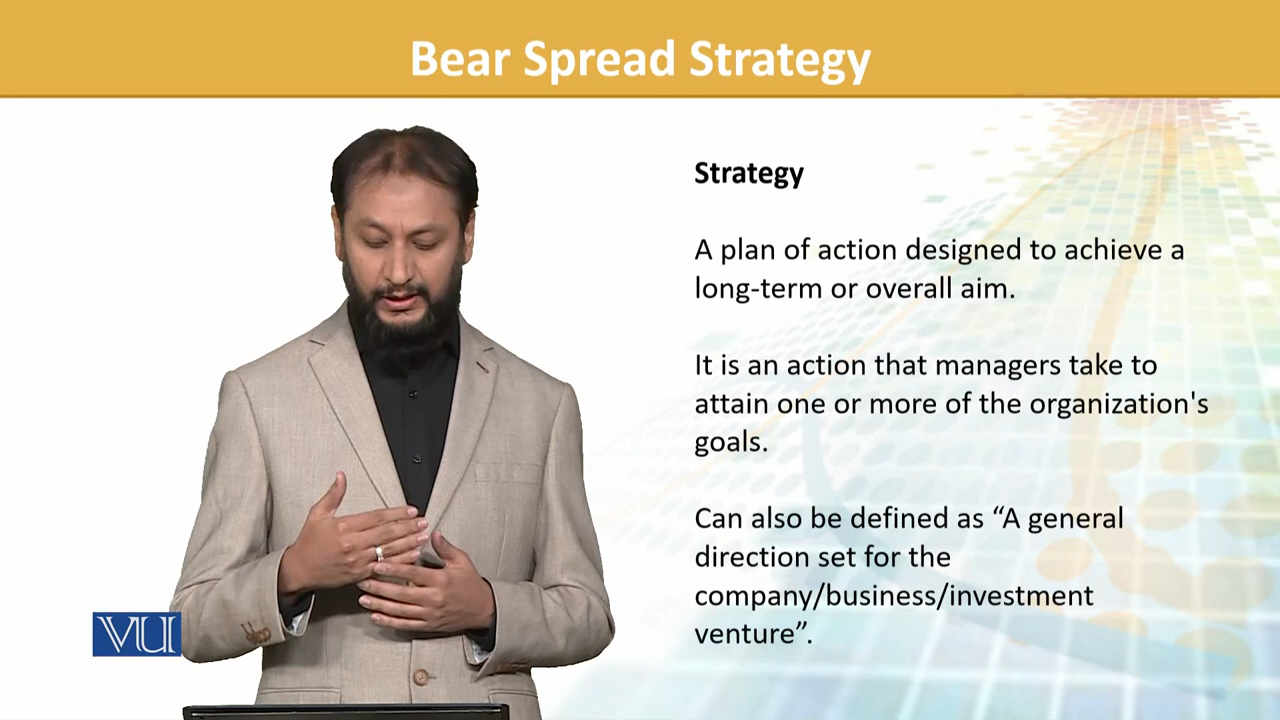 Bear Spread Strategy
Strategy
A plan of action designed to achieve a
long-term or overall aim.
It is an action that managers take to
attain one or more of the organization's
goals.
Can also be defined as “A general
direction set for the
company/business/investment
venture”.
VU